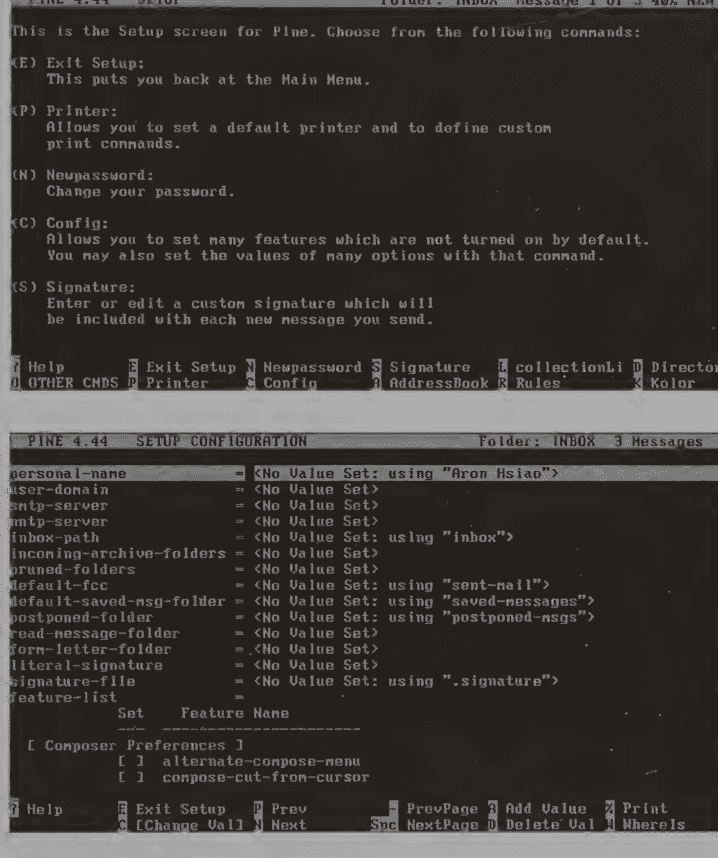 PINE 4.44 SETUP Folder: INBOX Message 1 of 3 40% NEW
This is the Setup screen for Pine. Choose from the following commands:
(E) Exit Setup:
This puts you back at the Main Menu.
(P) Printer:
Allows you to set a default printer and to define custom
print commands.
(N) Newpassword:
Change your password.
(C) Config:
Allows you to set many features which are not turned on by default.
You may also set the values of many options with that command.
(S) Signature:
Enter or edit a custom signature which will
be included with each new message you send.
? Help E Exit Setup N Newpassword S Signature L collectionLi D Director
O OTHER CMDS P Printer C Config A AddressBook R Rules K Kolor
PINE 4.44 SETUP CONFIGURATION Folder: INBOX 3 Messages
personal-name = <No Value Set: using "Aron Hsiao">
user-domain = <No Value Set>
smtp-server = <No Value Set>
nntp-server = <No Value Set>
inbox-path = <No Value Set: using "inbox">
incoming-archive-folders = <No Value Set>
pruned-folders = <No Value Set>
default-fcc = <No Value Set: using "sent-mail">
default-saved-msg-folder = <No Value Set: using "saved-messages">
postponed-folder = <No Value Set: using "postponed-msgs">
read-message-folder = <No Value Set>
form-letter-folder = <No Value Set>
literal-signature = <No Value Set>
signature-file = <No Value Set: using ".signature">
feature-list =
Set Feature Name
--- ----------------------
[ Composer Preferences ]
[ ] alternate-compose-menu
[ ] compose-cut-from-cursor
? Help E Exit Setup P Prev - PrevPage A Add Value % Print
C [Change Val] N Next Spc NextPage D Delete Val W WhereIs